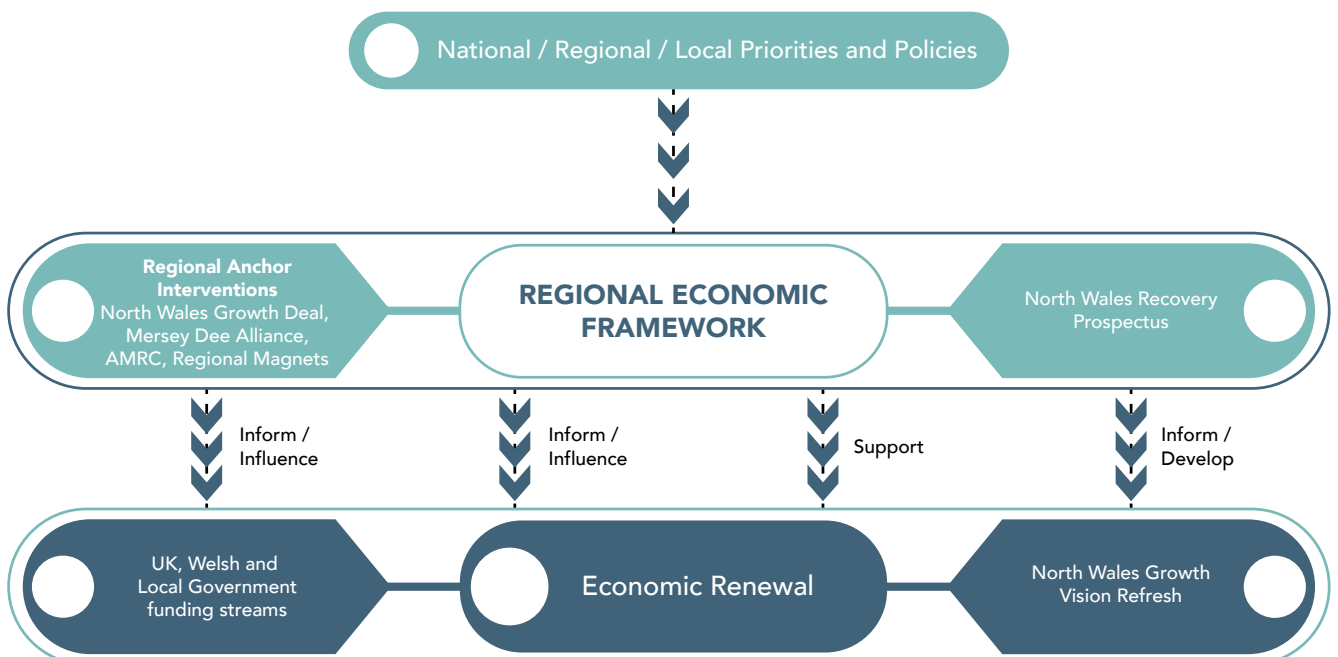 National / Regional / Local Priorities and Policies
Regional Anchor
Interventions
North Wales Growth Deal,
Mersey Dee Alliance,
AMRC, Regional Magnets
REGIONAL ECONOMIC
FRAMEWORK
North Wales Recovery
Prospectus
Inform /
Influence
Inform /
Influence
Support
Inform /
Develop
UK, Welsh and
Local Government
funding streams
Economic Renewal
North Wales Growth
Vision Refresh